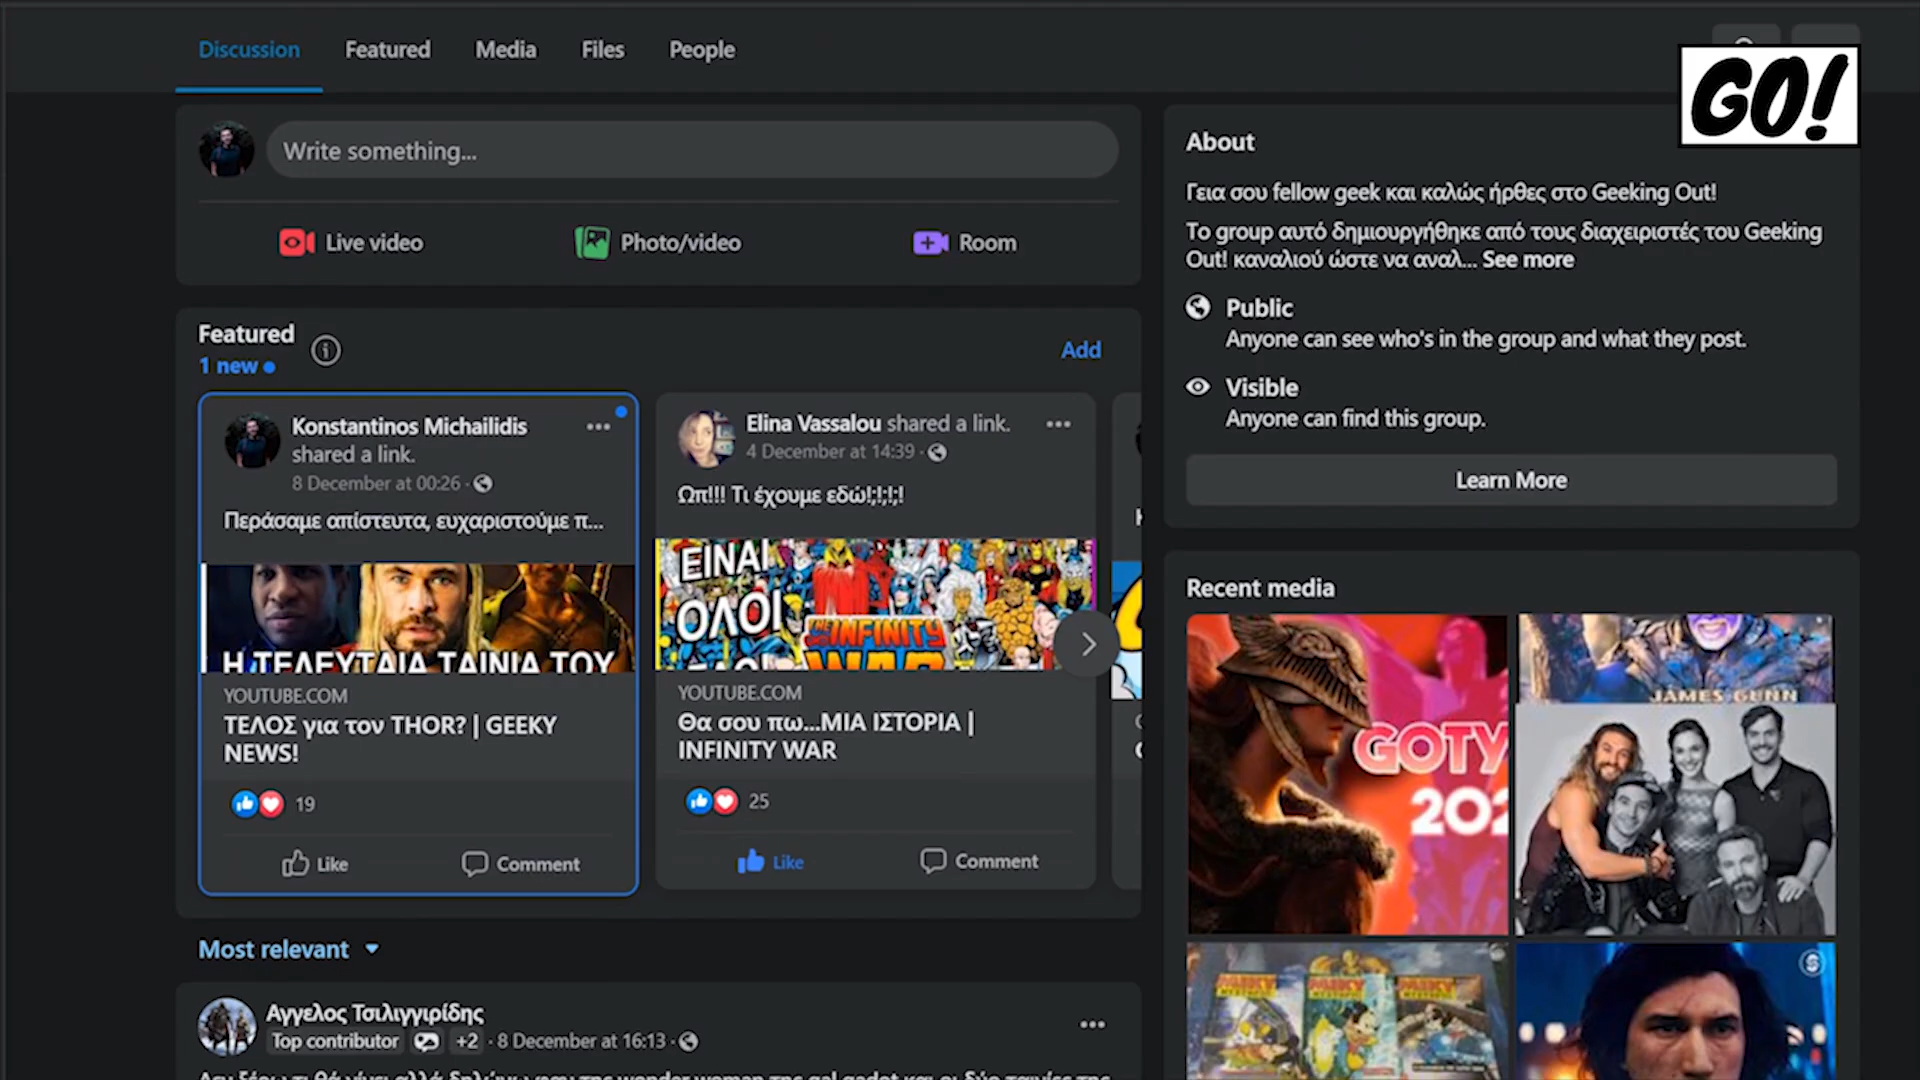 Discussion
Featured
Media
Files
People
GO!
Write something...
Live video
Photo/video
Room
Featured
1 new
Add
Konstantinos Michailidis
shared a link.
8 December at 00:26 ·
Περάσαμε απίστευτα, ευχαριστούμε π...
Η ΤΕΛΕΥΤΑΙΑ ΤΑΙΝΙΑ ΤΟΥ
YOUTUBE.COM
ΤΕΛΟΣ για τον THOR? | GEEKY
NEWS!
19
Like
Comment
Elina Vassalou shared a link.
4 December at 14:39 ·
Ωπ!!! Τι έχουμε εδώ!;!;!;!
ΕΙΝΑΙ
ΟΛΟΙ
THE INFINITY
WAR
YOUTUBE.COM
Θα σου πω...ΜΙΑ ΙΣΤΟΡΙΑ |
INFINITY WAR
25
Like
Comment
Most relevant
Αγγελος Τσιλιγγιρίδης
Top contributor
+2 · 8 December at 16:13 ·
About
Γεια σου fellow geek και καλώς ήρθες στο Geeking Out!
Το group αυτό δημιουργήθηκε από τους διαχειριστές του Geeking
Out! καναλιού ώστε να αναλ... See more
Public
Anyone can see who's in the group and what they post.
Visible
Anyone can find this group.
Learn More
Recent media
GOTY
202
JAMES GUNN